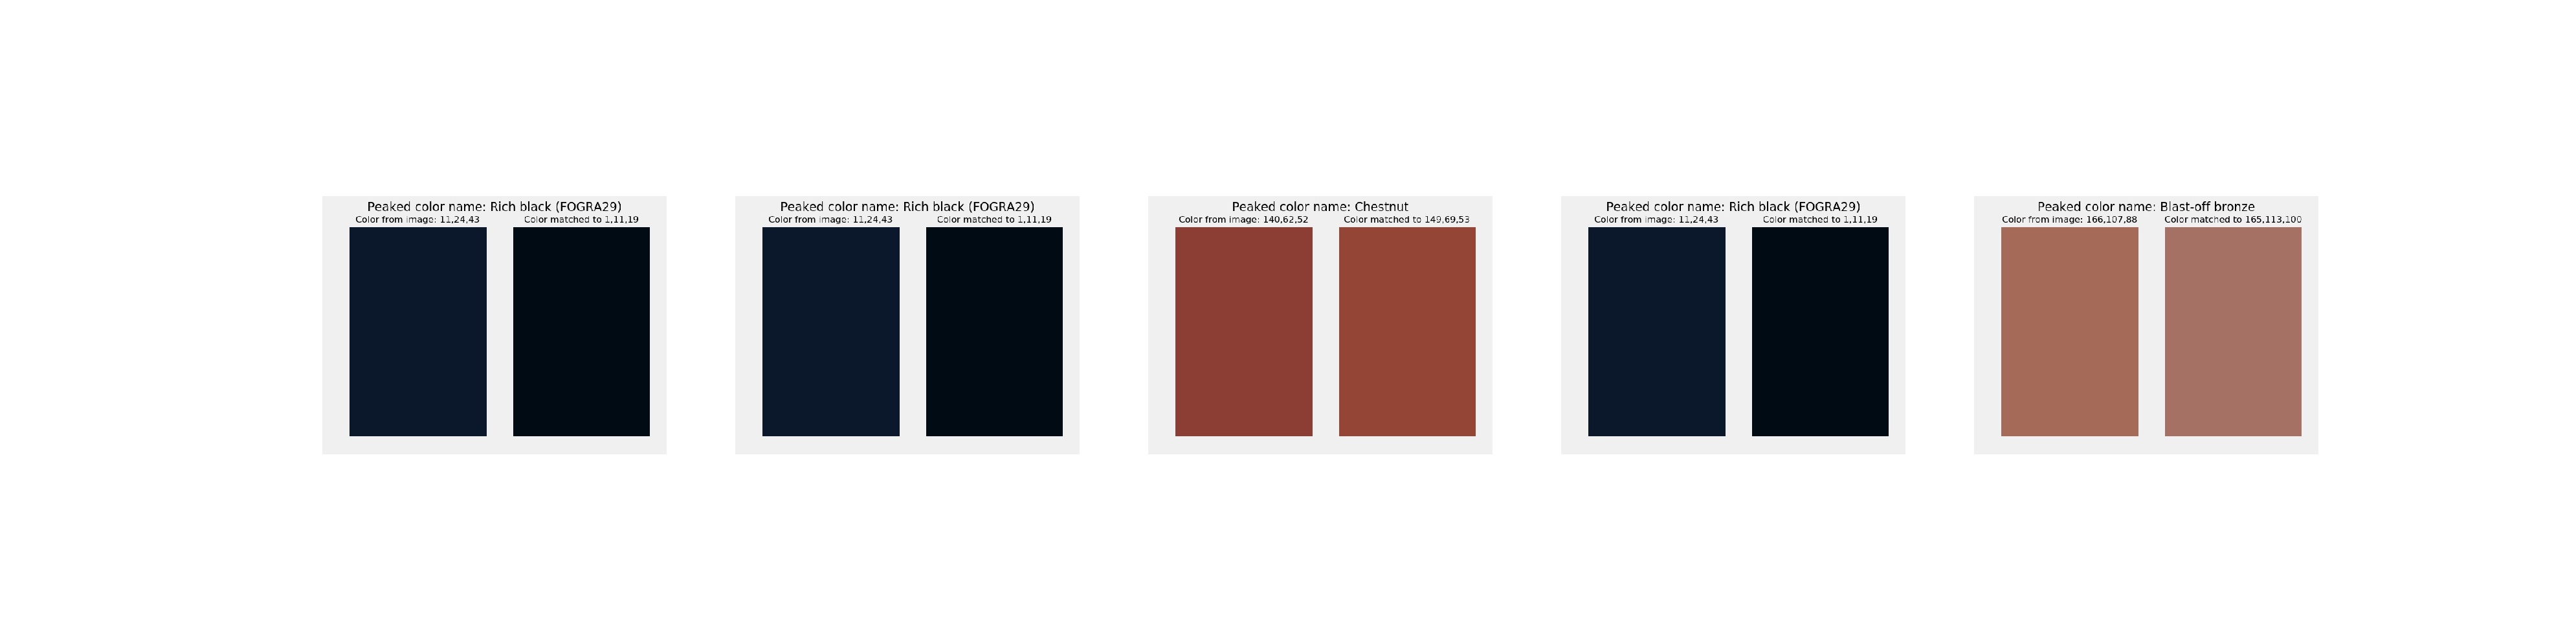 Peaked color name: Rich black (FOGRA29)
Color from image: 11,24,43
Color matched to 1,11,19
Peaked color name: Rich black (FOGRA29)
Color from image: 11,24,43
Color matched to 1,11,19
Peaked color name: Chestnut
Color from image: 140,62,52
Color matched to 149,69,53
Peaked color name: Rich black (FOGRA29)
Color from image: 11,24,43
Color matched to 1,11,19
Peaked color name: Blast-off bronze
Color from image: 166,107,88
Color matched to 165,113,100